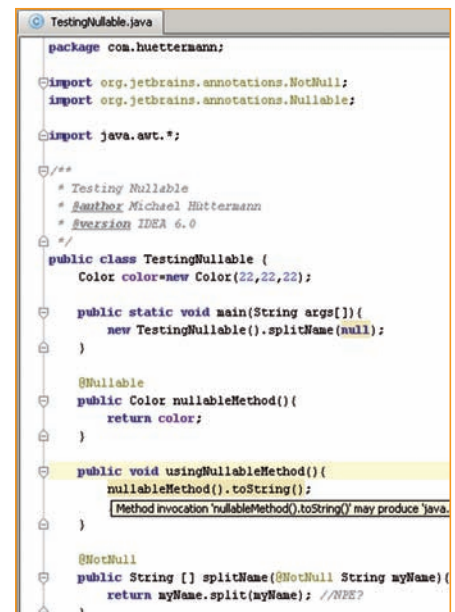 TestingNullable.java
package com.huettermann;
import org.jetbrains.annotations.NotNull;
import org.jetbrains.annotations.Nullable;
import java.awt.*;
/**
* Testing Nullable
* @author Michael Hüttermann
* @version IDEA 6.0
*/
public class TestingNullable {
Color color=new Color(22,22,22);
public static void main(String args[]){
new TestingNullable().splitName(null);
}
@Nullable
public Color nullableMethod(){
return color;
}
public void usingNullableMethod(){
nullableMethod().toString();
Method invocation 'nullableMethod().toString()' may produce 'java.
}
@NotNull
public String [] splitName(@NotNull String myName){
return myName.split(myName); //NPE?
}